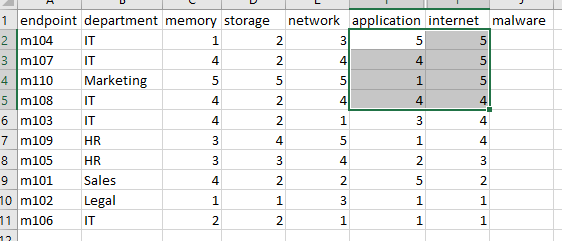 A B C D E F
1 endpoint department memory storage network application internet malware
2 m104 IT 1 2 3 5 5
3 m107 IT 4 2 4 4 5
4 m110 Marketing 5 5 5 1 5
5 m108 IT 4 2 4 4 4
6 m103 IT 4 2 1 3 4
7 m109 HR 3 4 5 1 4
8 m105 HR 3 3 4 2 3
9 m101 Sales 4 2 2 5 2
10 m102 Legal 1 1 3 1 1
11 m106 IT 2 2 1 1 1
12